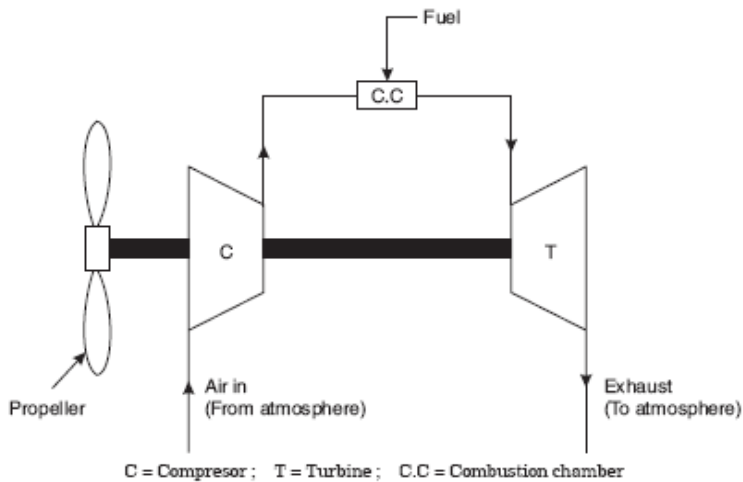 Fuel
C.C
C
T
Propeller
Air in
(From atmosphere)
Exhaust
(To atmosphere)
C = Compresor ; T = Turbine ; C.C = Combustion chamber